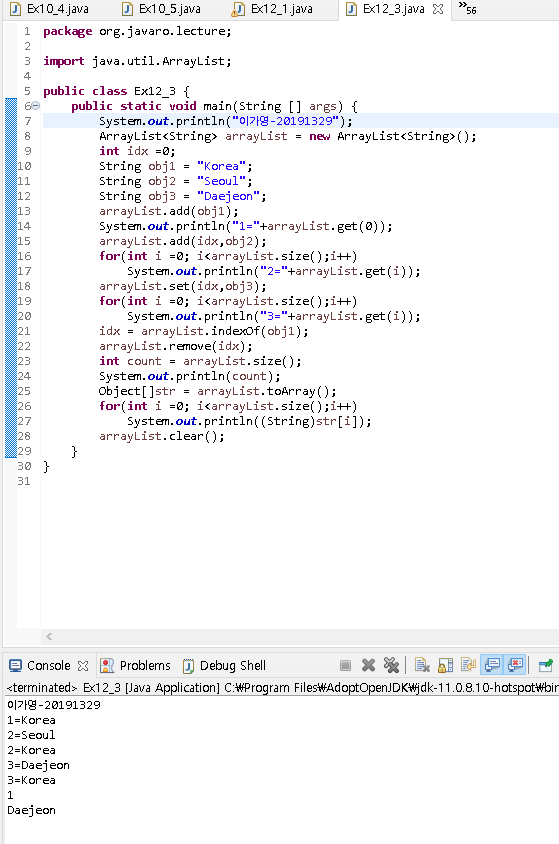 Ex10_4.java Ex10_5.java Ex12_1.java Ex12_3.java »56
1 package org.javaro.lecture;
2
3 import java.util.ArrayList;
4
5 public class Ex12_3 {
6 public static void main(String [] args) {
7 System.out.println("이가영-20191329");
8 ArrayList<String> arrayList = new ArrayList<String>();
9 int idx =0;
10 String obj1 = "Korea";
11 String obj2 = "Seoul";
12 String obj3 = "Daejeon";
13 arrayList.add(obj1);
14 System.out.println("1="+arrayList.get(0));
15 arrayList.add(idx,obj2);
16 for(int i =0; i<arrayList.size();i++)
17 System.out.println("2="+arrayList.get(i));
18 arrayList.set(idx,obj3);
19 for(int i =0; i<arrayList.size();i++)
20 System.out.println("3="+arrayList.get(i));
21 idx = arrayList.indexOf(obj1);
22 arrayList.remove(idx);
23 int count = arrayList.size();
24 System.out.println(count);
25 Object[]str = arrayList.toArray();
26 for(int i =0; i<arrayList.size();i++)
27 System.out.println((String)str[i]);
28 arrayList.clear();
29 }
30 }
31
Console Problems Debug Shell
<terminated> Ex12_3 [Java Application] C:₩Program Files₩AdoptOpenJDK₩jdk-11.0.8.10-hotspot₩bin
이가영-20191329
1=Korea
2=Seoul
2=Korea
3=Daejeon
3=Korea
1
Daejeon